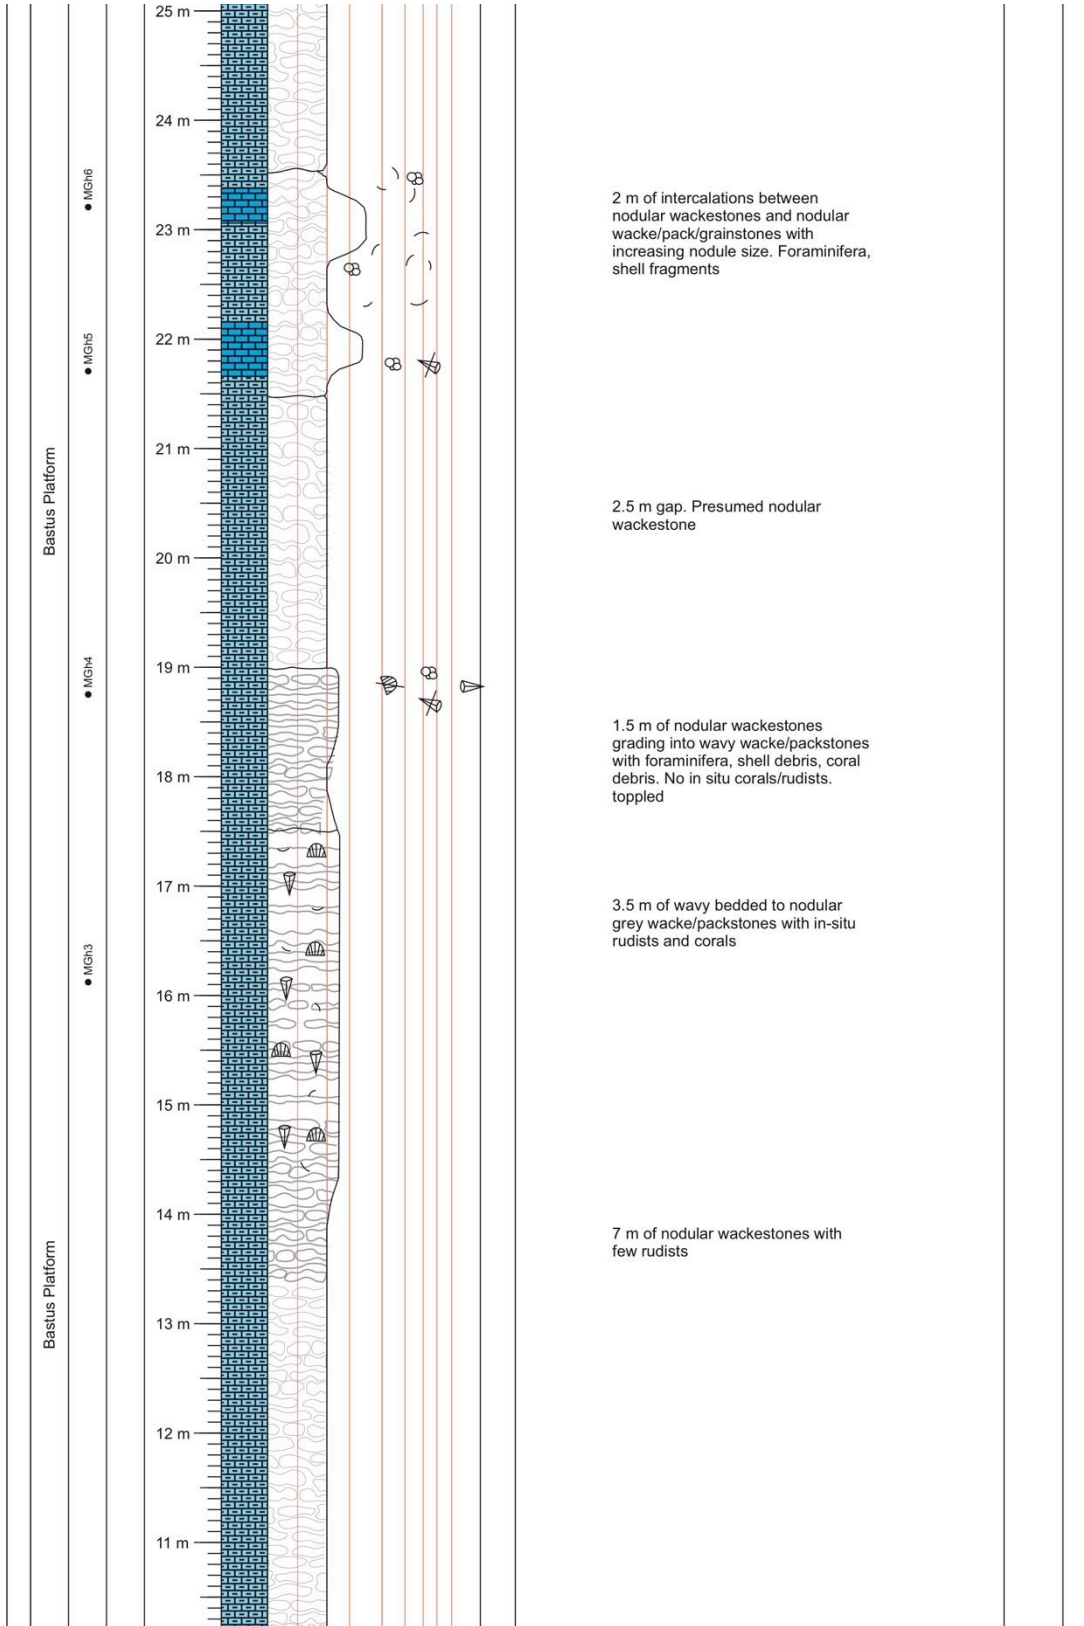 25 m
24 m
MGh6
2 m of intercalations between
nodular wackestones and nodular
wacke/pack/grainstones with
increasing nodule size. Foraminifera,
shell fragments
23 m
22 m
MGh5
21 m
Bastus Platform
2.5 m gap. Presumed nodular
wackestone
20 m
19 m
MGh4
1.5 m of nodular wackestones
grading into wavy wacke/packstones
with foraminifera, shell debris, coral
debris. No in situ corals/rudists.
toppled
18 m
17 m
3.5 m of wavy bedded to nodular
grey wacke/packstones with in-situ
rudists and corals
MGh3
16 m
15 m
14 m
7 m of nodular wackestones with
few rudists
Bastus Platform
13 m
12 m
11 m